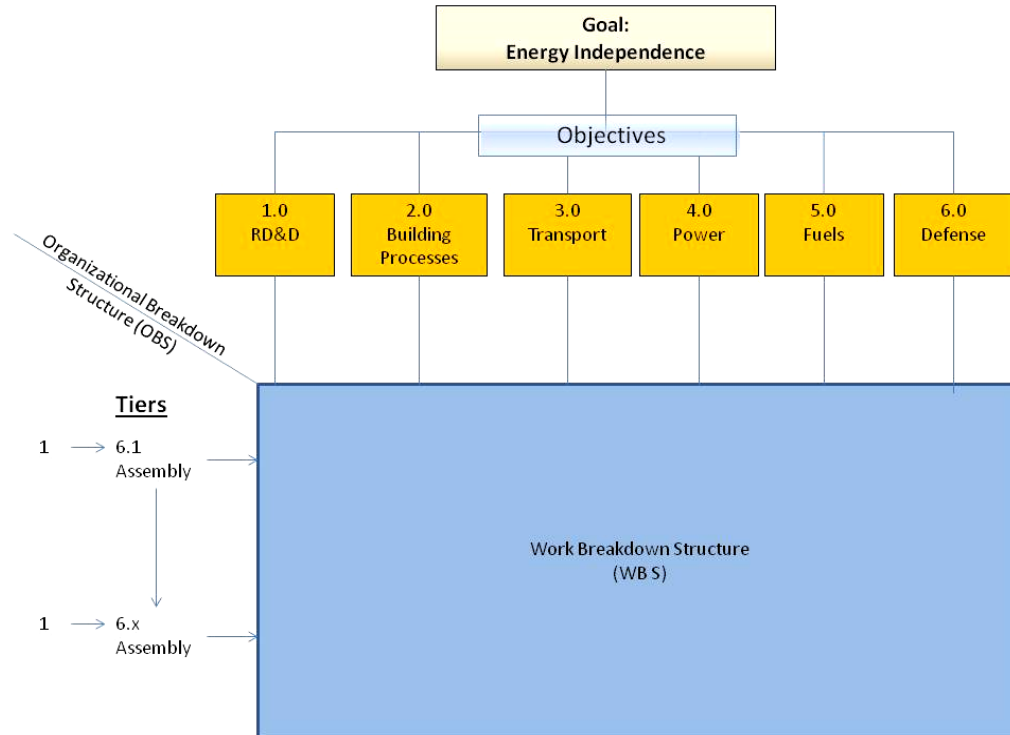 Goal:
Energy Independence
Objectives
1.0
RD&D
2.0
Building
Processes
3.0
Transport
4.0
Power
5.0
Fuels
6.0
Defense
Organizational Breakdown
Structure (OBS)
Tiers
1
6.1
Assembly
Work Breakdown Structure
(WB S)
1
6.x
Assembly